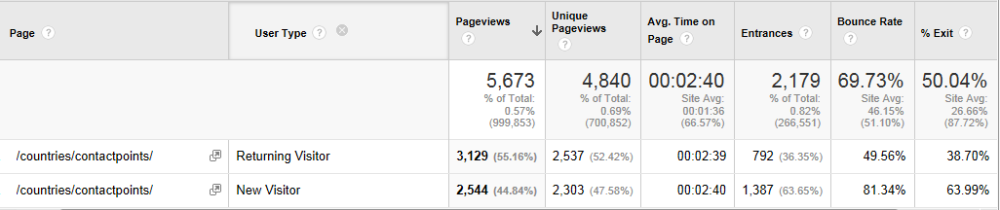 Page ? User Type ? Pageviews ? Unique Pageviews ? Avg. Time on Page ? Entrances ? Bounce Rate ? % Exit ?
5,673 4,840 00:02:40 2,179 69.73% 50.04%
% of Total: % of Total: Site Avg: % of Total: Site Avg: Site Avg:
0.57% 0.69% 00:01:36 0.82% 46.15% 26.66%
(999,853) (700,852) (66.57%) (266,551) (51.10%) (87.72%)
/countries/contactpoints/ Returning Visitor 3,129 (55.16%) 2,537 (52.42%) 00:02:39 792 (36.35%) 49.56% 38.70%
/countries/contactpoints/ New Visitor 2,544 (44.84%) 2,303 (47.58%) 00:02:40 1,387 (63.65%) 81.34% 63.99%